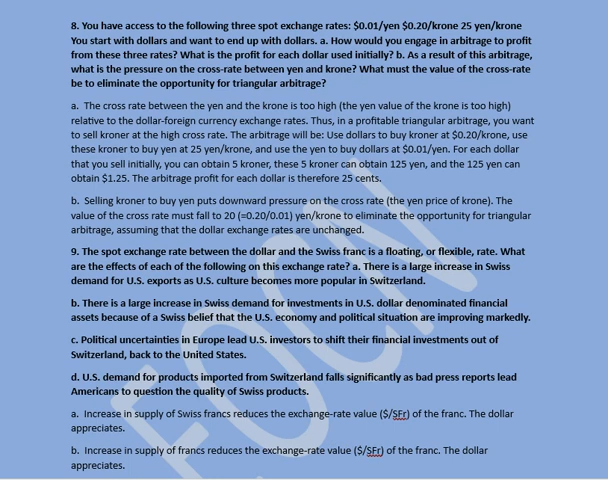 8. You have access to the following three spot exchange rates: $0.01/yen $0.20/krone 25 yen/krone
You start with dollars and want to end up with dollars. a. How would you engage in arbitrage to profit
from these three rates? What is the profit for each dollar used initially? b. As a result of this arbitrage,
what is the pressure on the cross-rate between yen and krone? What must the value of the cross-rate
be to eliminate the opportunity for triangular arbitrage?
a. The cross rate between the yen and the krone is too high (the yen value of the krone is too high)
relative to the dollar-foreign currency exchange rates. Thus, in a profitable triangular arbitrage, you want
to sell kroner at the high cross rate. The arbitrage will be: Use dollars to buy kroner at $0.20/krone, use
these kroner to buy yen at 25 yen/krone, and use the yen to buy dollars at $0.01/yen. For each dollar
that you sell initially, you can obtain 5 kroner, these 5 kroner can obtain 125 yen, and the 125 yen can
obtain $1.25. The arbitrage profit for each dollar is therefore 25 cents.
b. Selling kroner to buy yen puts downward pressure on the cross rate (the yen price of krone). The
value of the cross rate must fall to 20 (=0.20/0.01) yen/krone to eliminate the opportunity for triangular
arbitrage, assuming that the dollar exchange rates are unchanged.
9. The spot exchange rate between the dollar and the Swiss franc is a floating, or flexible, rate. What
are the effects of each of the following on this exchange rate? a. There is a large increase in Swiss
demand for U.S. exports as U.S. culture becomes more popular in Switzerland.
b. There is a large increase in Swiss demand for investments in U.S. dollar denominated financial
assets because of a Swiss belief that the U.S. economy and political situation are improving markedly.
c. Political uncertainties in Europe lead U.S. investors to shift their financial investments out of
Switzerland, back to the United States.
d. U.S. demand for products imported from Switzerland falls significantly as bad press reports lead
Americans to question the quality of Swiss products.
a. Increase in supply of Swiss francs reduces the exchange-rate value ($/SFr) of the franc. The dollar
appreciates.
b. Increase in supply of francs reduces the exchange-rate value ($/SFr) of the franc. The dollar
appreciates.